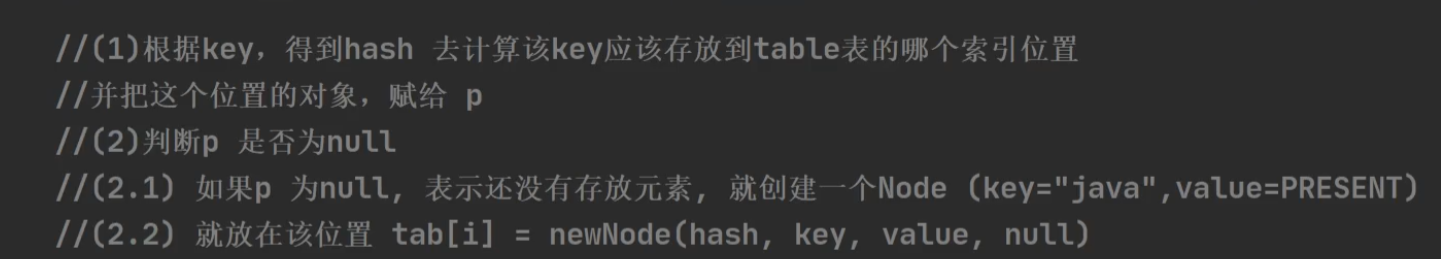 //(1)根据key，得到hash 去计算该key应该存放到table表的哪个索引位置
//并把这个位置的对象，赋给 p
//(2)判断p 是否为null
//(2.1) 如果p 为null, 表示还没有存放元素, 就创建一个Node (key="java",value=PRESENT)
//(2.2) 就放在该位置 tab[i] = newNode(hash, key, value, null)